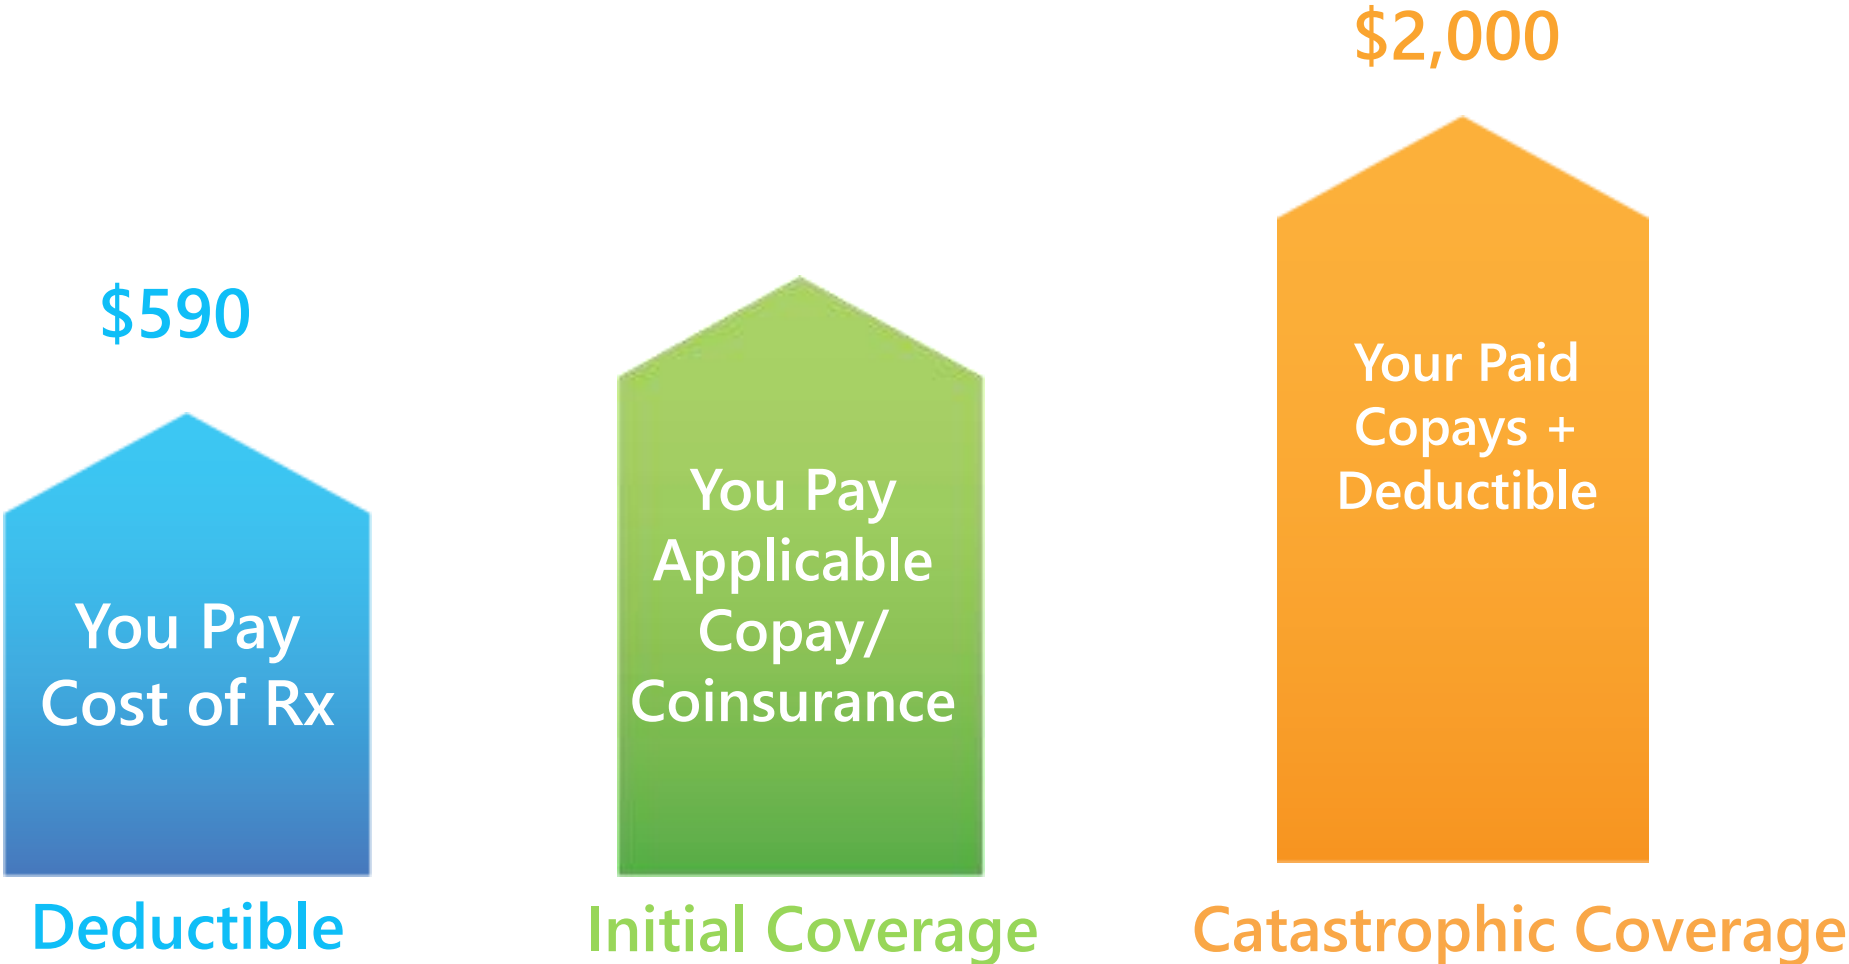 $590
You Pay
Cost of Rx
Deductible
You Pay
Applicable
Copay/
Coinsurance
Initial Coverage
$2,000
Your Paid
Copays +
Deductible
Catastrophic Coverage